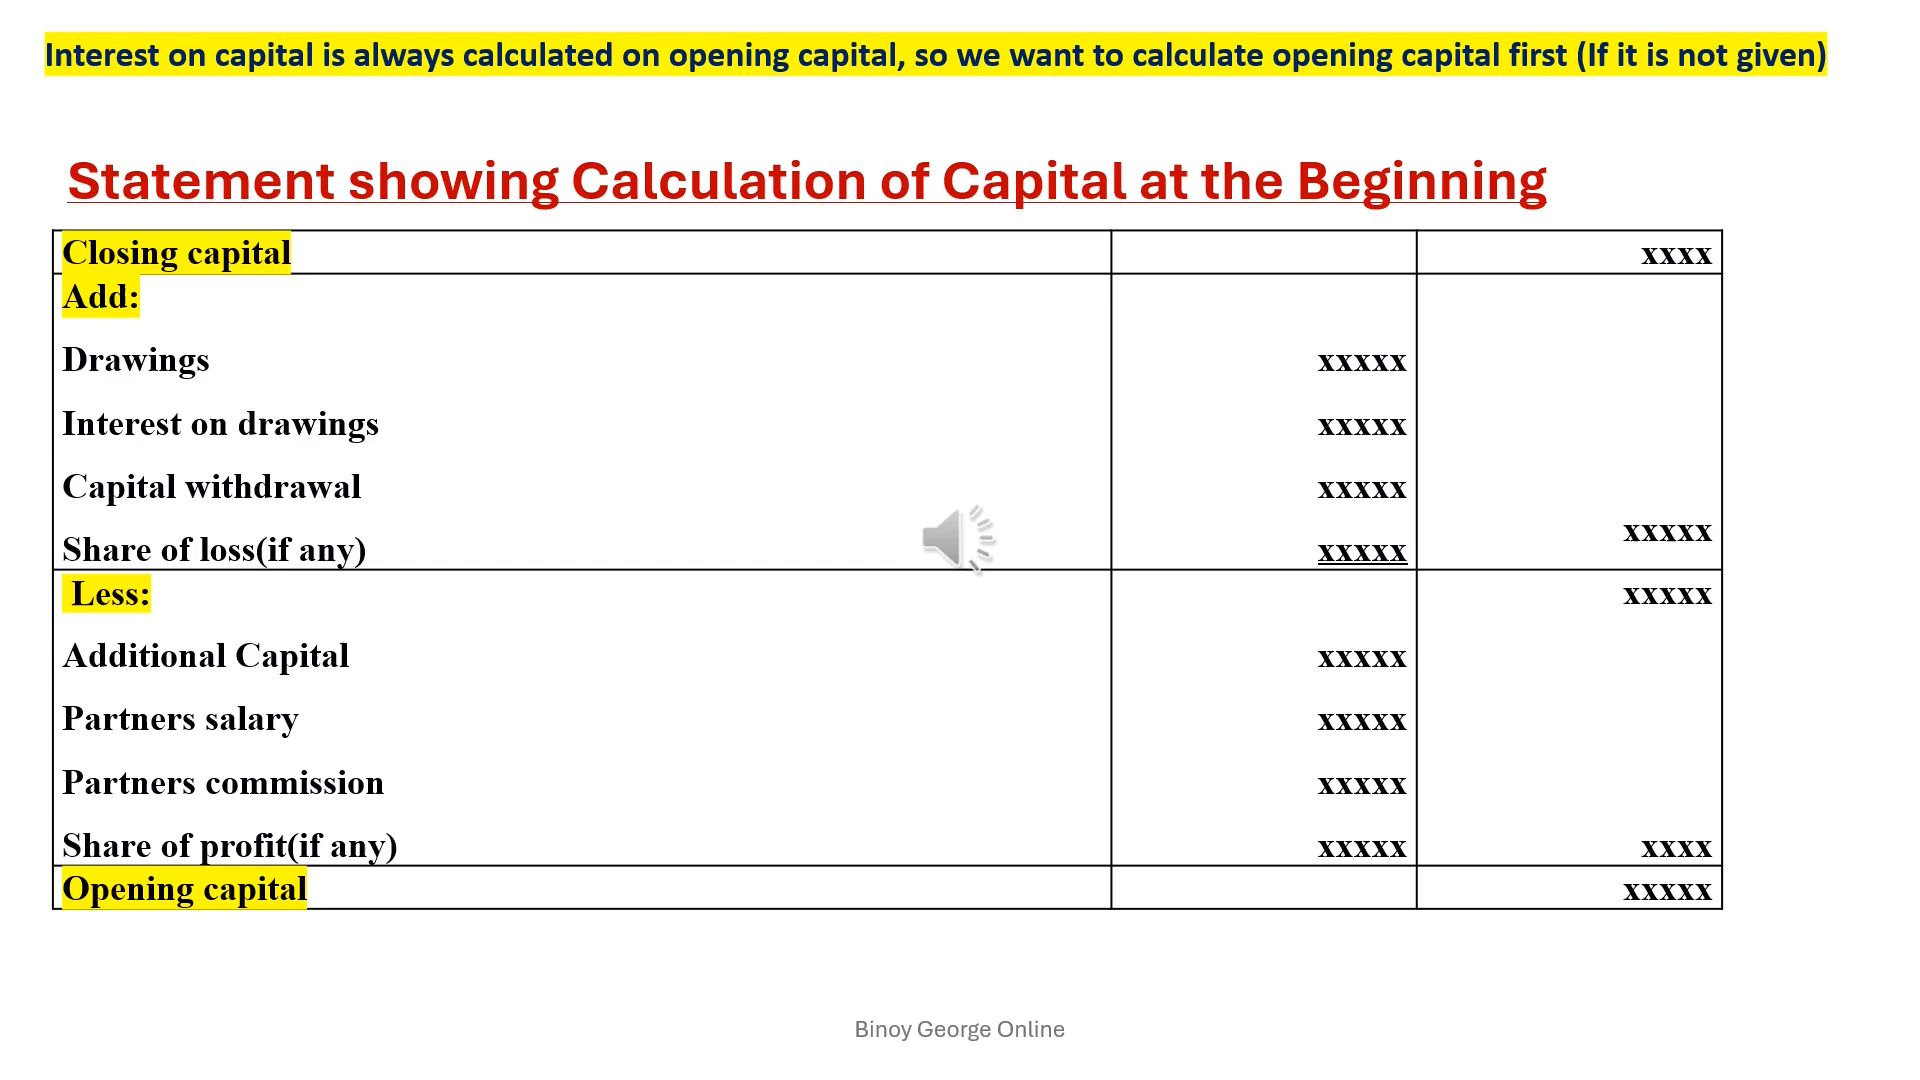 Interest on capital is always calculated on opening capital, so we want to calculate opening capital first (If it is not given)
Statement showing Calculation of Capital at the Beginning
Closing capital xxxx
Add:
Drawings xxxxx
Interest on drawings xxxxx
Capital withdrawal xxxxx
Share of loss(if any) xxxxx xxxxx
Less: xxxxx
Additional Capital xxxxx
Partners salary xxxxx
Partners commission xxxxx
Share of profit(if any) xxxxx xxxx
Opening capital xxxxx
Binoy George Online